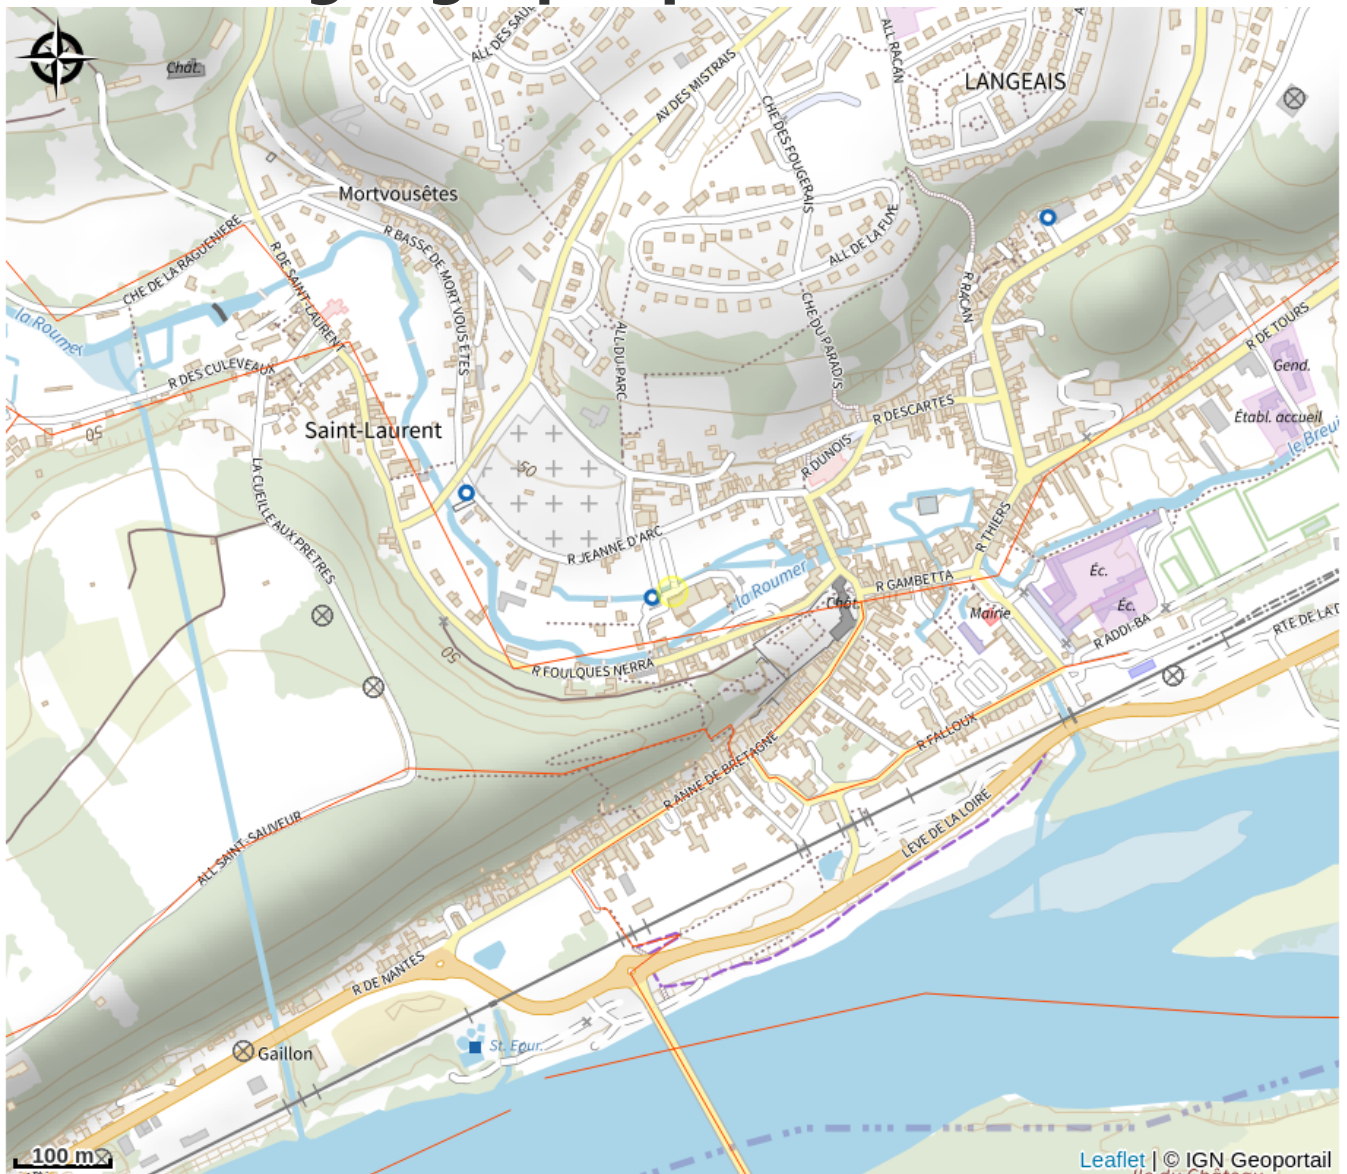 Chât.
ALL DES SAU
AV DES MISTRAIS
ALL RACAN
LANGEAIS
CHE DES FOUGERAIS
Mortvousêtes
R BASSE DE MORT VOUS ETES
ALL DE LA FUYE
CHE DE LA RAGUENIERE
R DE SAINT-LAURENT
R RACAN
la Roumer
CHE DU PARADIS
ALL DU PARC
R DE TOURS
Gend.
R DES CULEVEAUX
R DESCARTES
Établ. accueil
50
Saint-Laurent
R DUNOIS
le Breui
50
LA CUEILLE AUX PRETRES
R JEANNE D'ARC
R THIERS
Éc.
la Roumer
R GAMBETTA
Chât.
Éc.
Mairie
R ADDI-BA
RTE DE LA D
50
R FOULQUES NERRA
R FALLOUX
R ANNE DE BRETAGNE
LEVE DE LA LOIRE
ALL SAINT-SAUVEUR
R DE NANTES
St. Epur.
Gaillon
100 m
Leaflet | © IGN Geoportail